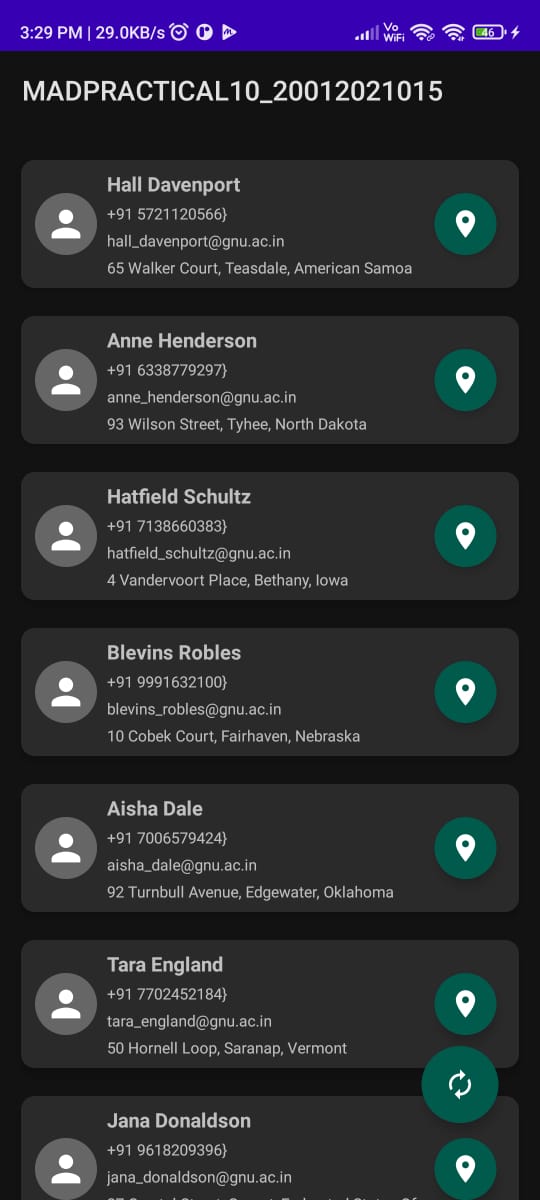 3:29 PM | 29.0KB/s
Vo
WiFi
46
MADPRACTICAL10_20012021015
Hall Davenport
+91 5721120566}
hall_davenport@gnu.ac.in
65 Walker Court, Teasdale, American Samoa
Anne Henderson
+91 6338779297}
anne_henderson@gnu.ac.in
93 Wilson Street, Tyhee, North Dakota
Hatfield Schultz
+91 7138660383}
hatfield_schultz@gnu.ac.in
4 Vandervoort Place, Bethany, Iowa
Blevins Robles
+91 9991632100}
blevins_robles@gnu.ac.in
10 Cobek Court, Fairhaven, Nebraska
Aisha Dale
+91 7006579424}
aisha_dale@gnu.ac.in
92 Turnbull Avenue, Edgewater, Oklahoma
Tara England
+91 7702452184}
tara_england@gnu.ac.in
50 Hornell Loop, Saranap, Vermont
Jana Donaldson
+91 9618209396}
jana_donaldson@gnu.ac.in